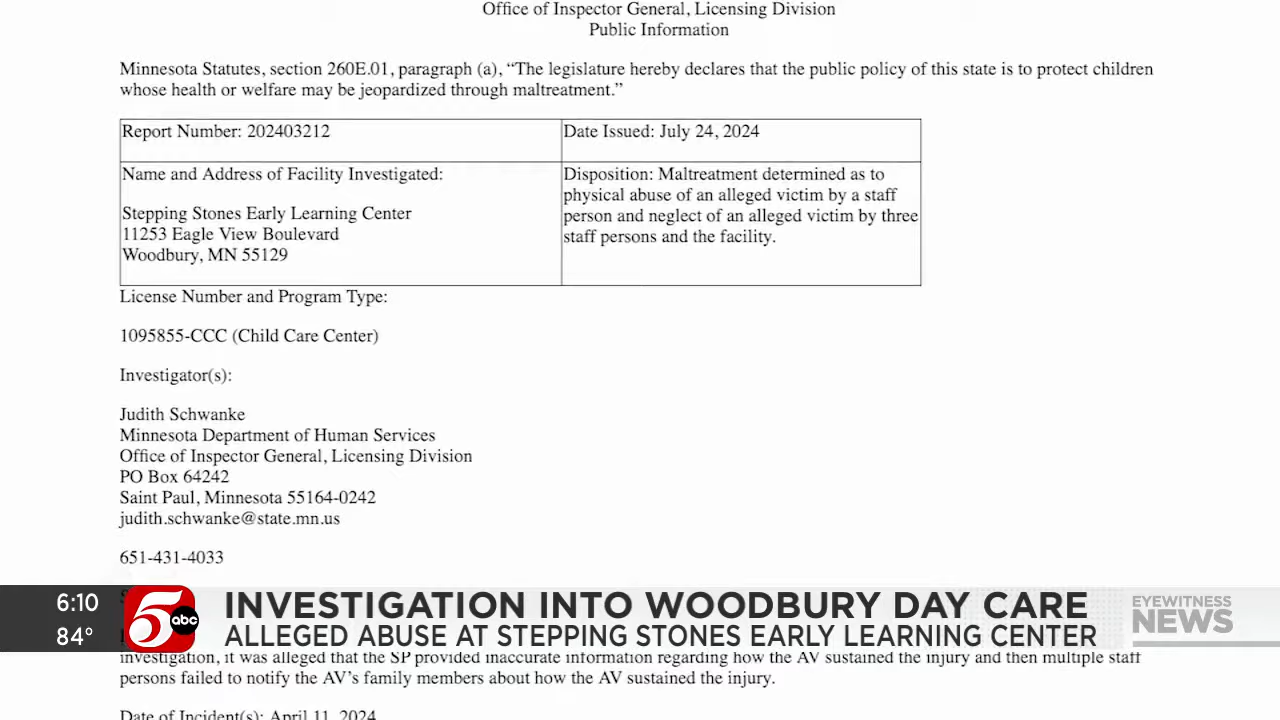 Office of Inspector General, Licensing Division
Public Information
Minnesota Statutes, section 260E.01, paragraph (a), “The legislature hereby declares that the public policy of this state is to protect children
whose health or welfare may be jeopardized through maltreatment.”
Report Number: 202403212
Date Issued: July 24, 2024
Name and Address of Facility Investigated:
Stepping Stones Early Learning Center
11253 Eagle View Boulevard
Woodbury, MN 55129
Disposition: Maltreatment determined as to
physical abuse of an alleged victim by a staff
person and neglect of an alleged victim by three
staff persons and the facility.
License Number and Program Type:
1095855-CCC (Child Care Center)
Investigator(s):
Judith Schwanke
Minnesota Department of Human Services
Office of Inspector General, Licensing Division
PO Box 64242
Saint Paul, Minnesota 55164-0242
judith.schwanke@state.mn.us
651-431-4033
6:10
84°
5
abc
INVESTIGATION INTO WOODBURY DAY CARE
ALLEGED ABUSE AT STEPPING STONES EARLY LEARNING CENTER
EYEWITNESS
NEWS
investigation, it was alleged that the SP provided inaccurate information regarding how the AV sustained the injury and then multiple staff
persons failed to notify the AV’s family members about how the AV sustained the injury.
Date of Incident(s): April 11, 2024